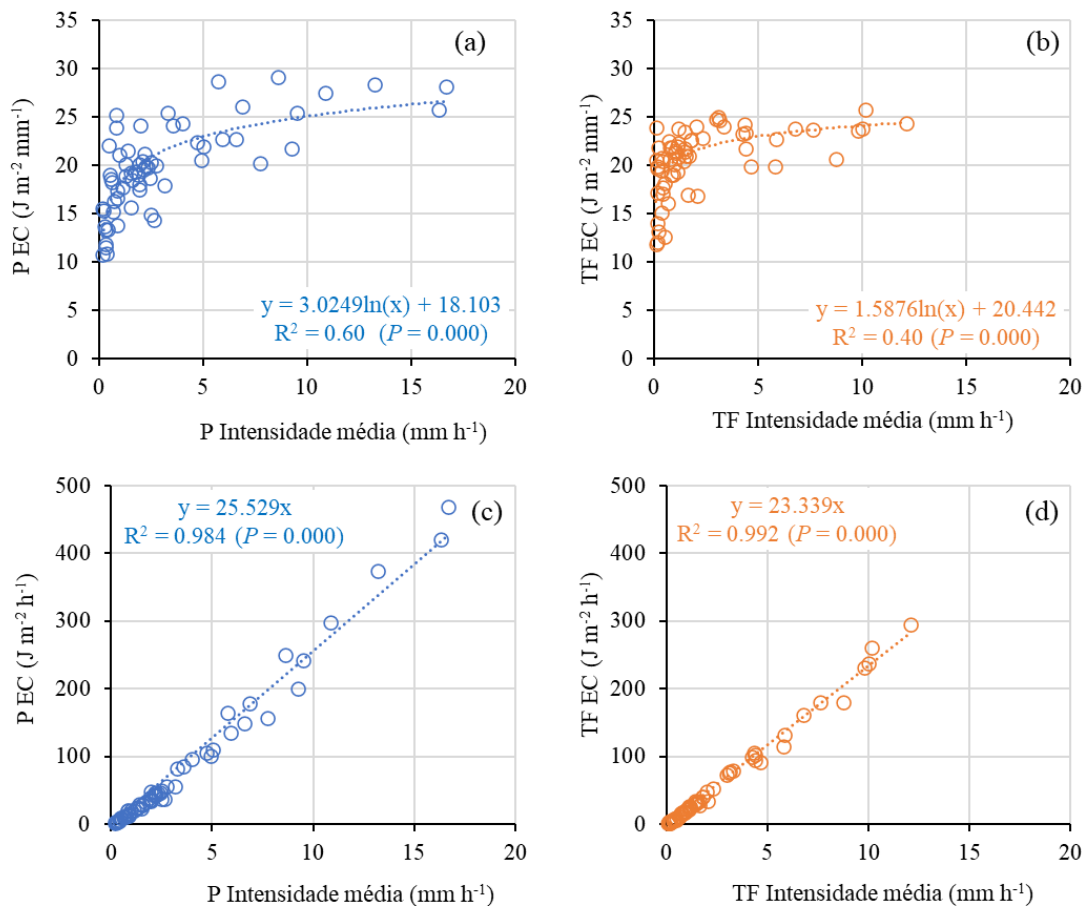 (a)
y = 3.0249ln(x) + 18.103
R² = 0.60 (P = 0.000)
P EC (J m⁻² mm⁻¹)
35
30
25
20
15
10
5
0
0 5 10 15 20
P Intensidade média (mm h⁻¹)
(b)
y = 1.5876ln(x) + 20.442
R² = 0.40 (P = 0.000)
TF EC (J m⁻² mm⁻¹)
35
30
25
20
15
10
5
0
0 5 10 15 20
TF Intensidade média (mm h⁻¹)
(c)
y = 25.529x
R² = 0.984 (P = 0.000)
P EC (J m⁻² h⁻¹)
500
400
300
200
100
0
0 5 10 15 20
P Intensidade média (mm h⁻¹)
(d)
y = 23.339x
R² = 0.992 (P = 0.000)
TF EC (J m⁻² h⁻¹)
500
400
300
200
100
0
0 5 10 15 20
TF Intensidade média (mm h⁻¹)